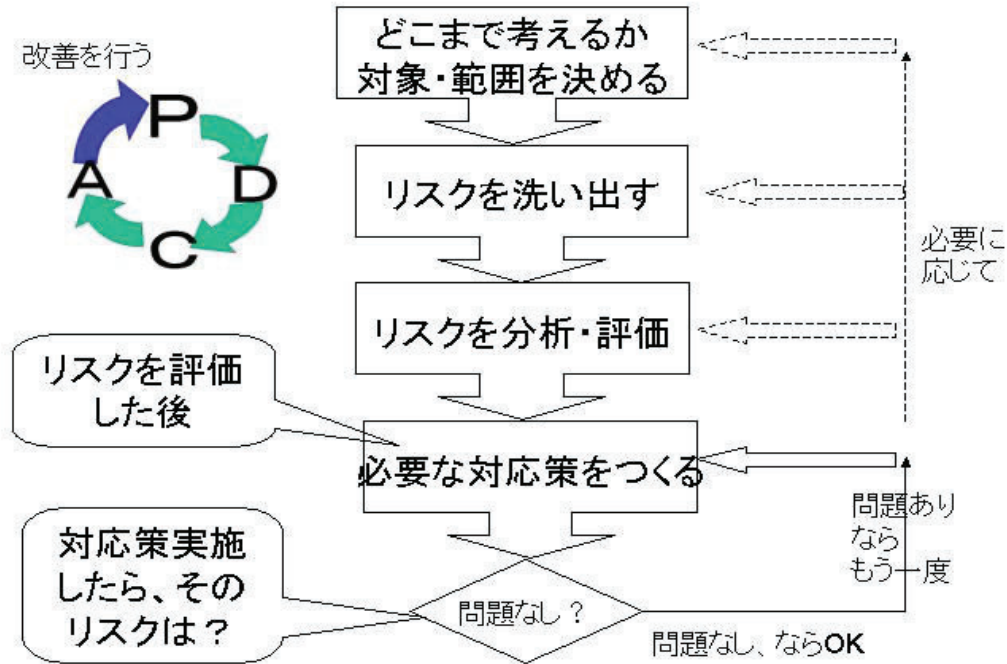 改善を行う
P
D
C
A
どこまで考えるか
対象・範囲を決める
リスクを洗い出す
リスクを分析・評価
必要に
応じて
リスクを評価
した後
必要な対応策をつくる
問題あり
なら
もう一度
対応策実施
したら、その
リスクは？
問題なし？
問題なし、ならOK